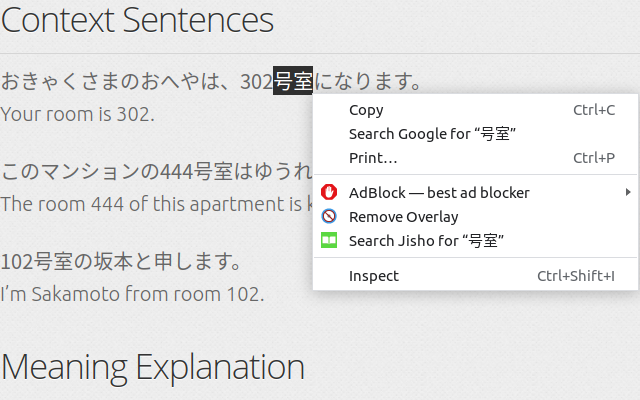 Context Sentences
おきゃくさまのおへやは、302号室になります。
Your room is 302.
Copy Ctrl+C
Search Google for “号室”
Print… Ctrl+P
このマンションの444号室はゆうれ
AdBlock — best ad blocker
The room 444 of this apartment is
Remove Overlay
Search Jisho for “号室”
102号室の坂本と申します。
Inspect Ctrl+Shift+I
I’m Sakamoto from room 102.
Meaning Explanation